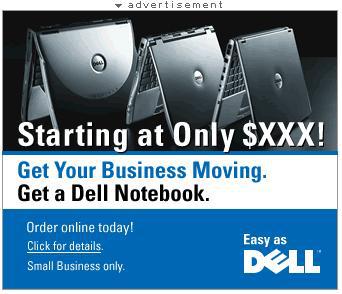 advertisement
Starting at Only $XXX!
Get Your Business Moving.
Get a Dell Notebook.
Order online today!
Click for details.
Small Business only.
Easy as
DELL™